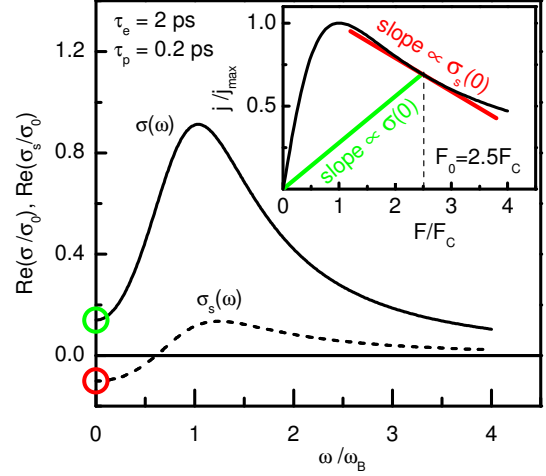 τe = 2 ps
τp = 0.2 ps
Re(σ/σ0), Re(σs/σ0)
1.2
0.8
0.4
0.0
σ(ω)
σs(ω)
0
1
2
3
4
ω/ωB
j/jmax
1.0
0.5
0
1
2
3
4
F/FC
slope ∝ σs(0)
slope ∝ σ(0)
F0=2.5FC